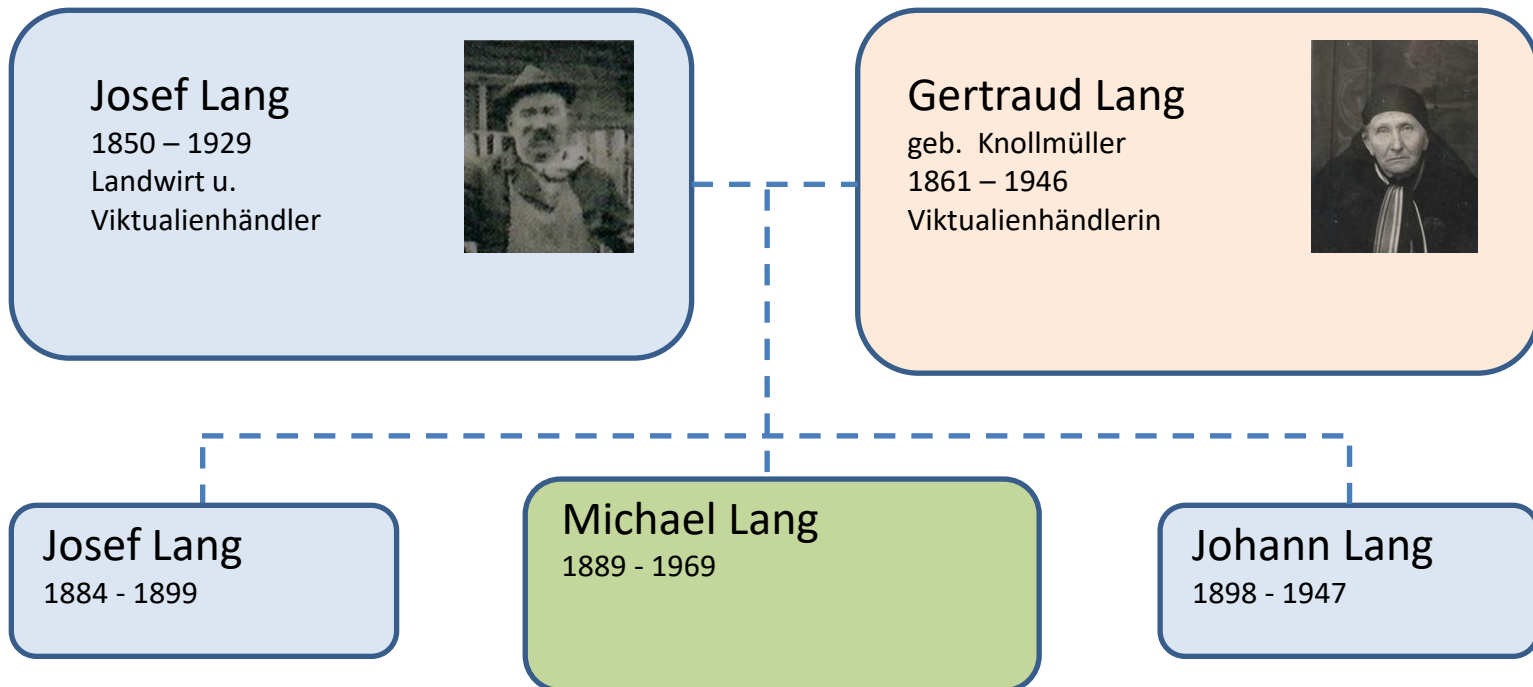 Josef Lang
1850 – 1929
Landwirt u.
Viktualienhändler
Gertraud Lang
geb. Knollmüller
1861 – 1946
Viktualienhändlerin
Josef Lang
1884 - 1899
Michael Lang
1889 - 1969
Johann Lang
1898 - 1947